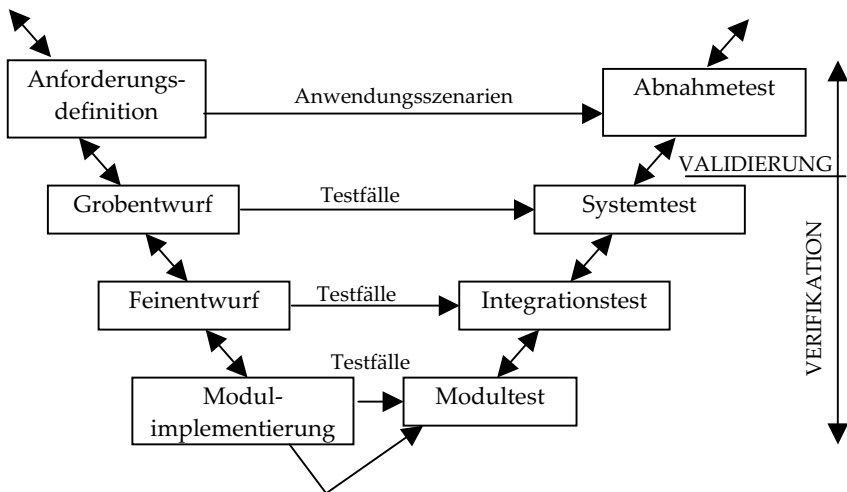 Anforderungs-
definition
Anwendungsszenarien
Abnahmetest
VALIDIERUNG
Grobentwurf
Testfälle
Systemtest
Feinentwurf
Testfälle
Integrationstest
Testfälle
Modul-
implementierung
Modultest
VERIFIKATION